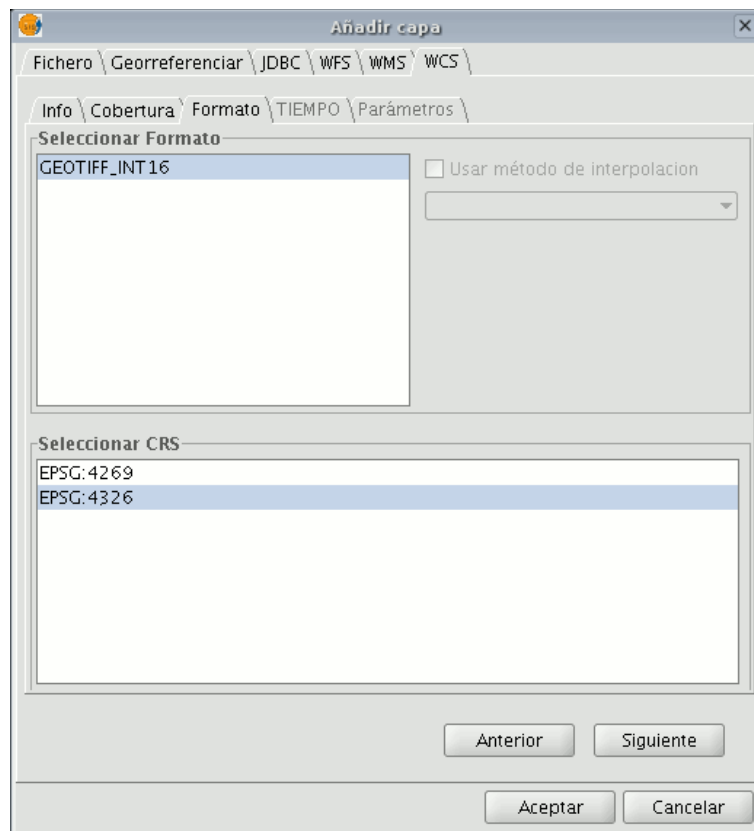 Añadir capa
Fichero Georreferenciar JDBC WFS WMS WCS
Info Cobertura Formato TIEMPO Parámetros
Seleccionar Formato
GEOTIFF_INT16
Usar método de interpolacion
Seleccionar CRS
EPSG:4269
EPSG:4326
Anterior Siguiente
Aceptar Cancelar